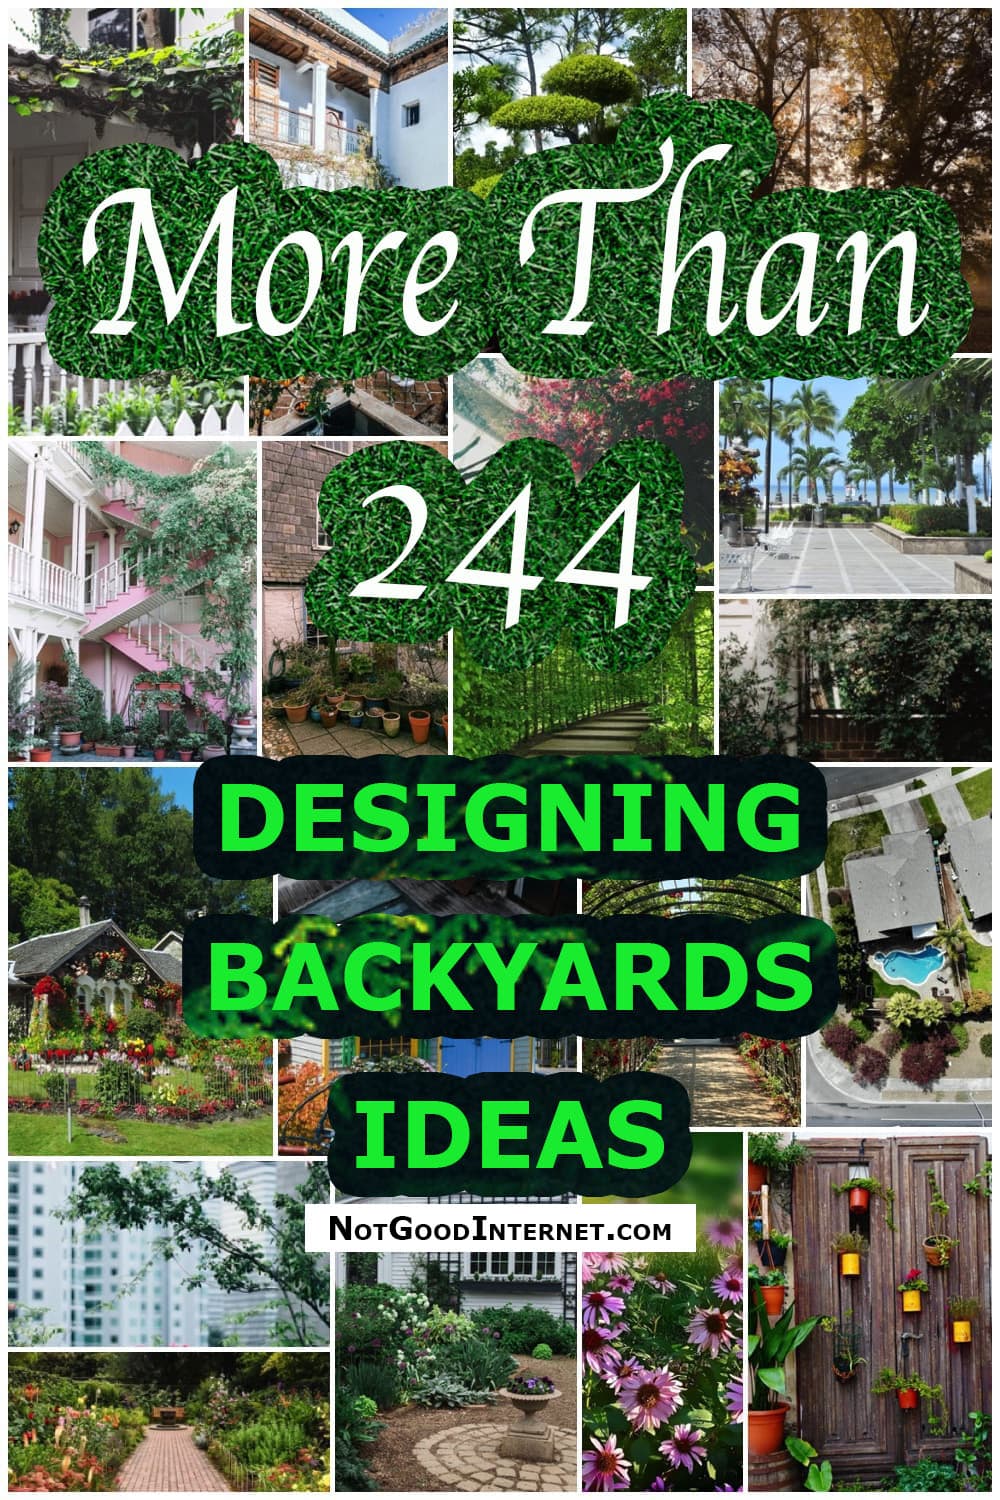 More Than
244
DESIGNING
BACKYARDS
IDEAS
NotGoodInternet.com